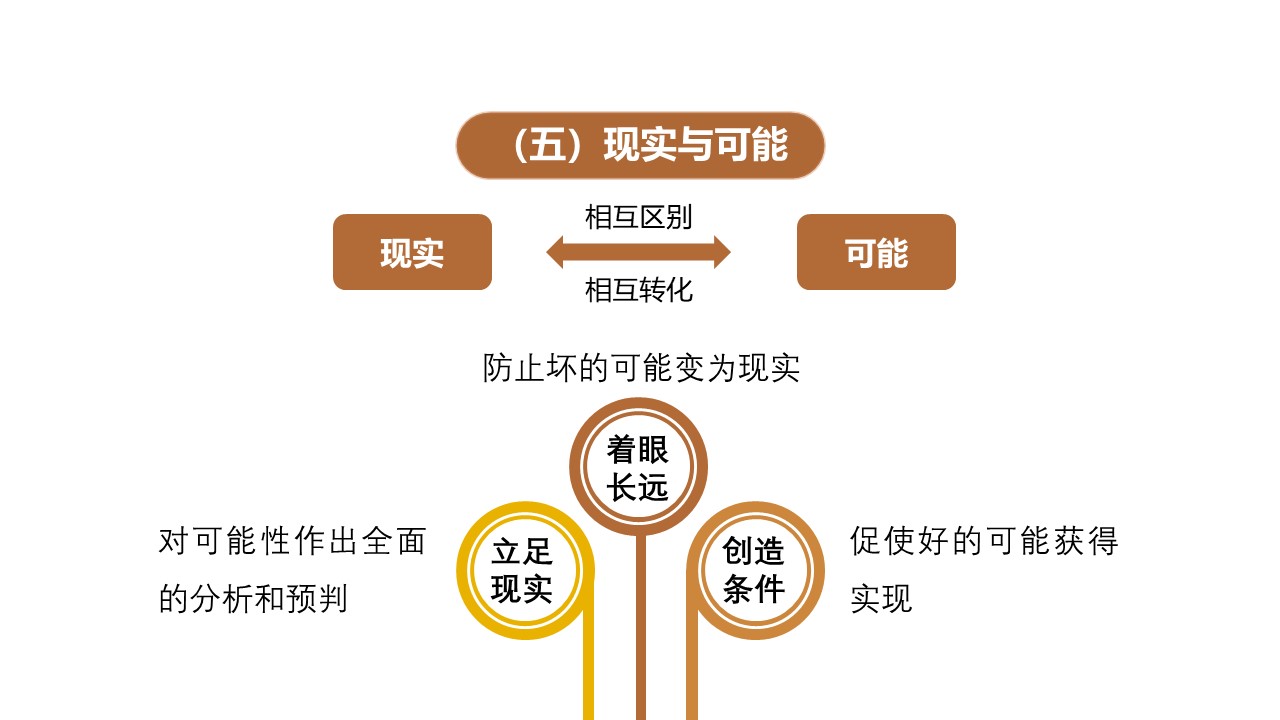 （五）现实与可能
相互区别
现实
可能
相互转化
防止坏的可能变为现实
着眼
长远
对可能性作出全面
的分析和预判
立足
现实
创造
条件
促使好的可能获得
实现